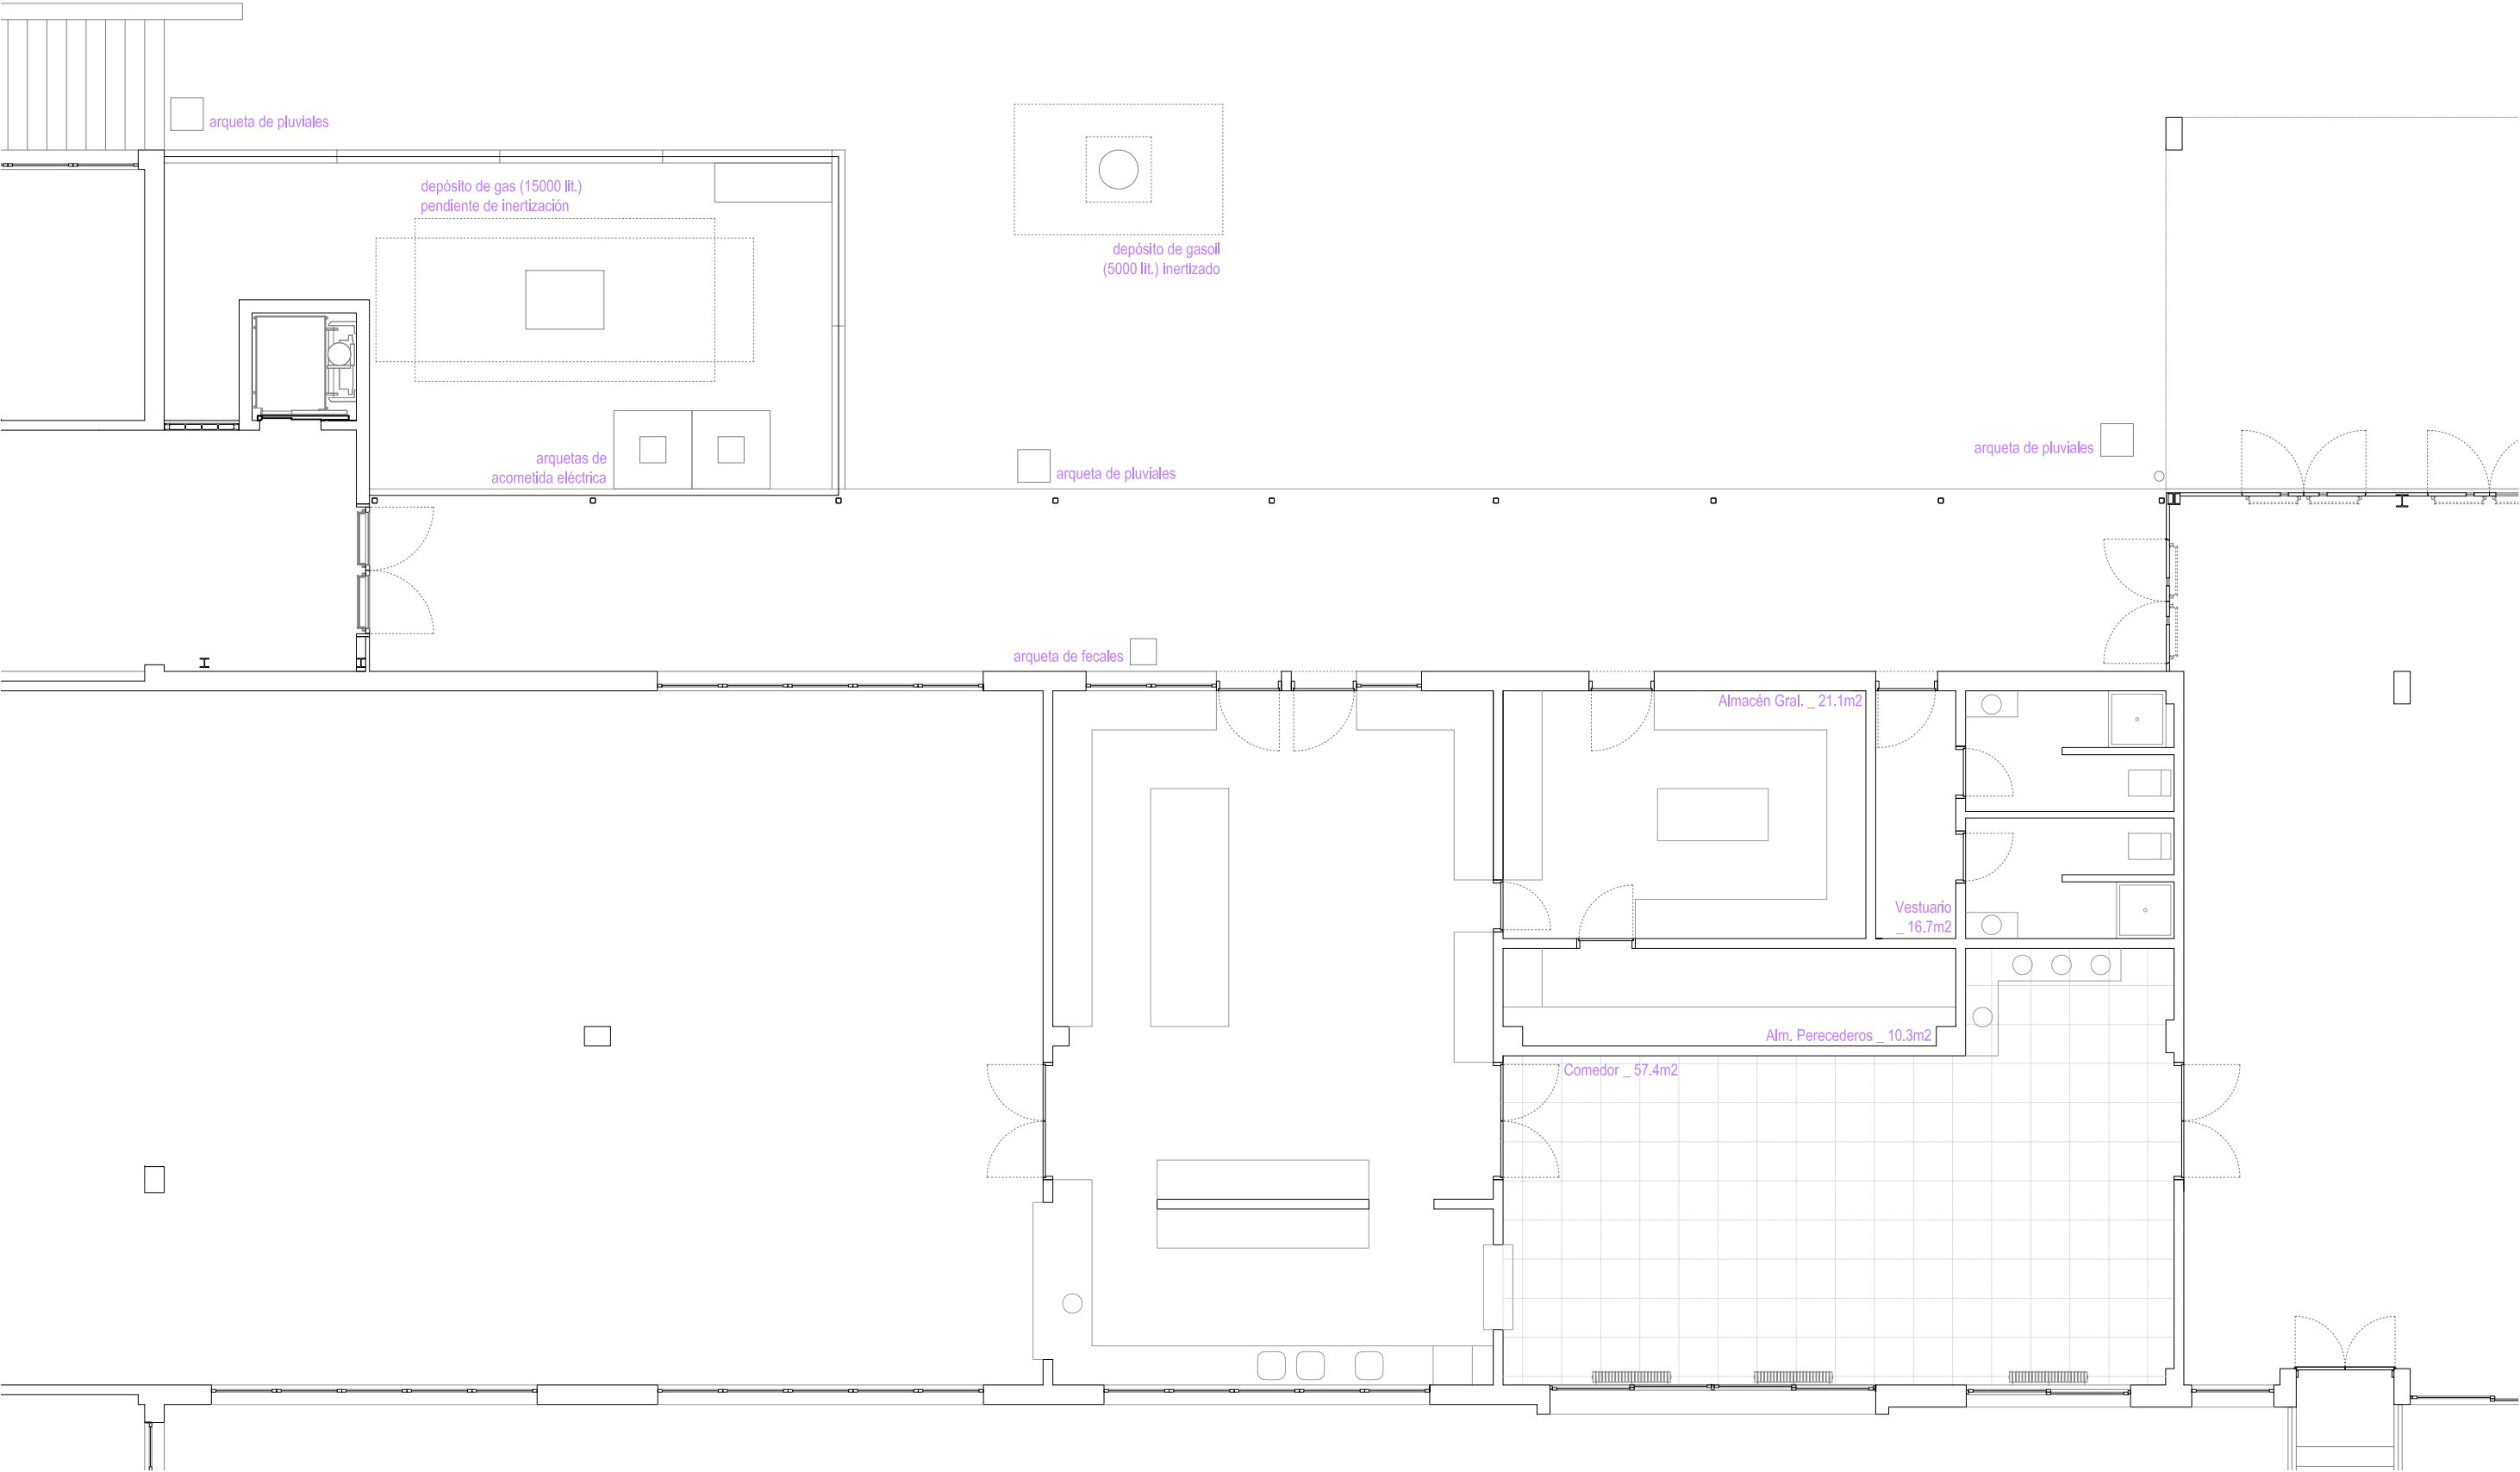 arqueta de pluviales
depósito de gas (15000 lit.)
pendiente de inertización
depósito de gasoil
(5000 lit.) inertizado
arquetas de
acometida eléctrica
arqueta de pluviales
arqueta de pluviales
arqueta de fecales
Almacén Gral. _ 21.1m2
Vestuario
_ 16.7m2
Alm. Perecederos _ 10.3m2
Comedor _ 57.4m2